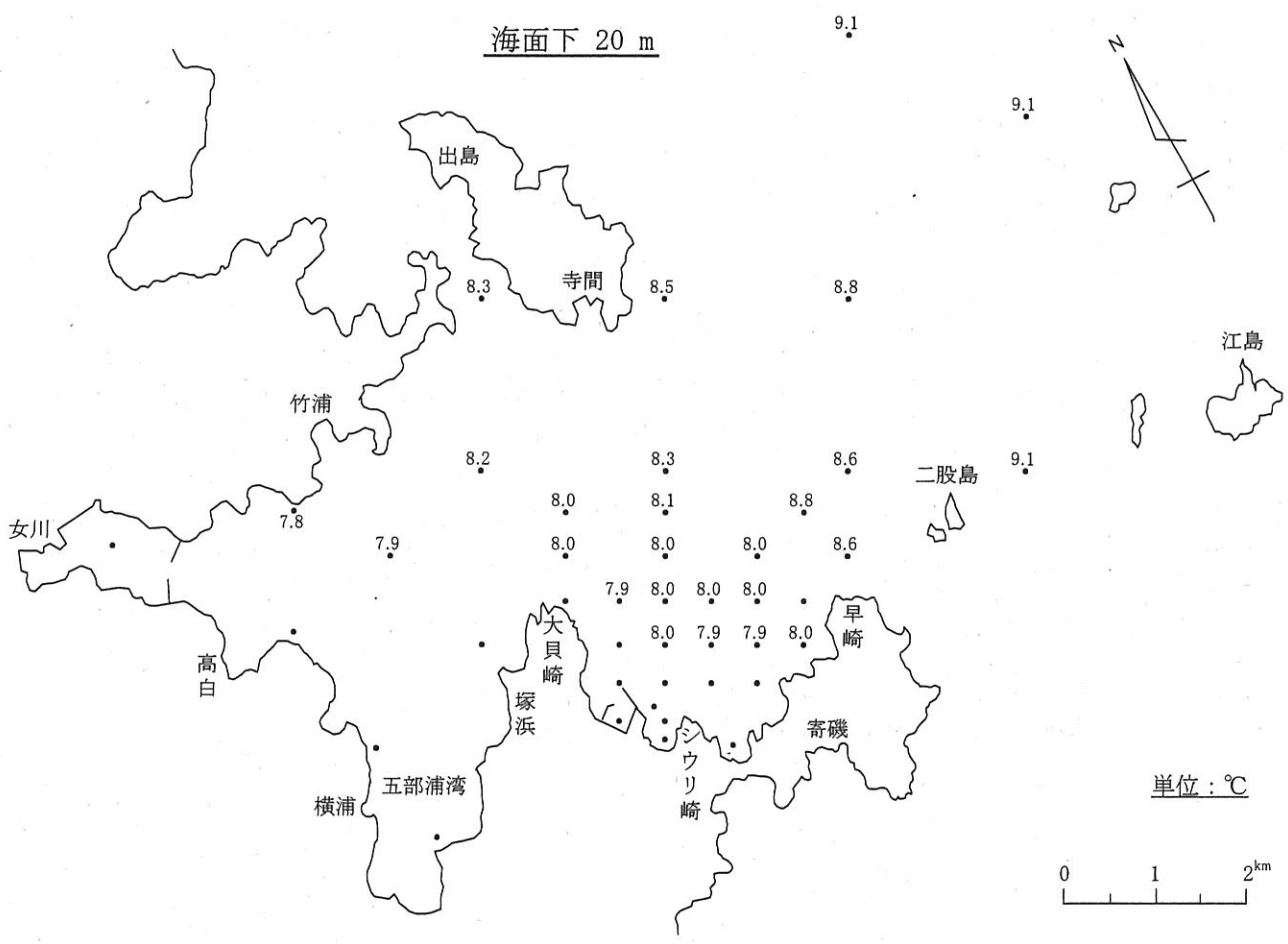 海面下 20 m
9.1
N
9.1
出島
寺間
8.3
8.5
8.8
江島
竹浦
8.2
8.3
8.6
二股島
9.1
女川
7.8
8.0
8.1
8.8
7.9
8.0
8.0
8.0
8.6
7.9
8.0
8.0
8.0
大貝崎
早崎
8.0
7.9
7.9
8.0
高白
塚浜
シウリ崎
寄磯
五部浦湾
横浦
単位：℃
0 1 2km